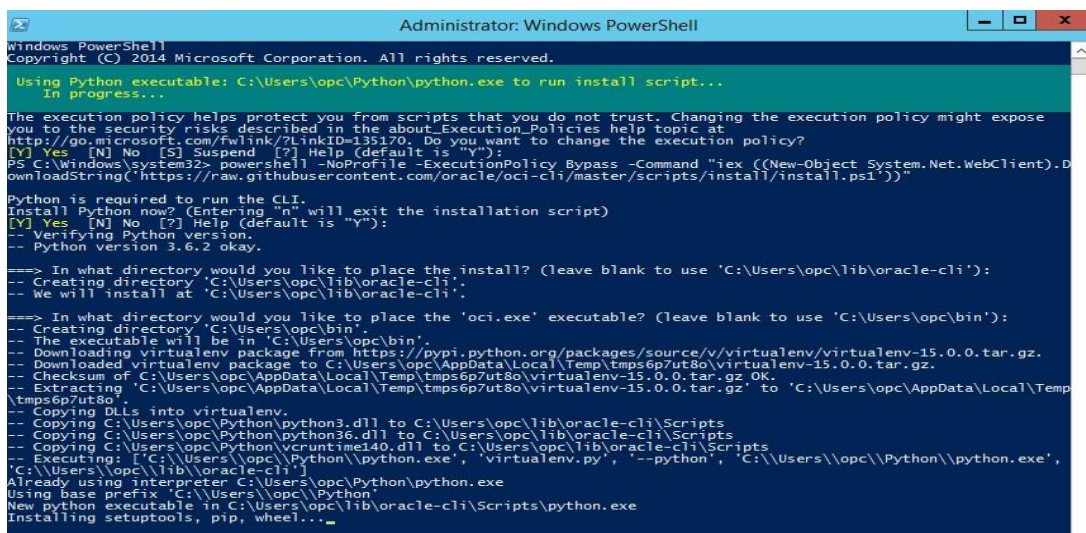 Administrator: Windows PowerShell
Windows PowerShell
Copyright (C) 2014 Microsoft Corporation. All rights reserved.
Using Python executable: C:\Users\opc\Python\python.exe to run install script...
In progress...
The execution policy helps protect you from scripts that you do not trust. Changing the execution policy might expose
you to the security risks described in the about_Execution_Policies help topic at
http://go.microsoft.com/fwlink/?LinkID=135170. Do you want to change the execution policy?
[Y] Yes  [N] No  [S] Suspend  [?] Help (default is "Y"):
PS C:\Windows\system32> powershell -NoProfile -ExecutionPolicy Bypass -Command "iex ((New-Object System.Net.WebClient).D
ownloadString('https://raw.githubusercontent.com/oracle/oci-cli/master/scripts/install/install.ps1'))"
Python is required to run the CLI.
Install Python now? (Entering "n" will exit the installation script)
[Y] Yes  [N] No  [?] Help (default is "Y"):
-- Verifying Python version.
-- Python version 3.6.2 okay.
===> In what directory would you like to place the install? (leave blank to use 'C:\Users\opc\lib\oracle-cli'):
-- Creating directory 'C:\Users\opc\lib\oracle-cli'.
-- We will install at 'C:\Users\opc\lib\oracle-cli'.
===> In what directory would you like to place the 'oci.exe' executable? (leave blank to use 'C:\Users\opc\bin'):
-- Creating directory 'C:\Users\opc\bin'.
-- The executable will be in 'C:\Users\opc\bin'.
-- Downloading virtualenv package from https://pypi.python.org/packages/source/v/virtualenv/virtualenv-15.0.0.tar.gz.
-- Downloaded virtualenv package to C:\Users\opc\AppData\Local\Temp\tmps6p7ut8o\virtualenv-15.0.0.tar.gz.
-- Checksum of C:\Users\opc\AppData\Local\Temp\tmps6p7ut8o\virtualenv-15.0.0.tar.gz OK.
-- Extracting 'C:\Users\opc\AppData\Local\Temp\tmps6p7ut8o\virtualenv-15.0.0.tar.gz' to 'C:\Users\opc\AppData\Local\Temp
\tmps6p7ut8o'.
-- Copying DLLs into virtualenv.
-- Copying C:\Users\opc\Python\python3.dll to C:\Users\opc\lib\oracle-cli\Scripts
-- Copying C:\Users\opc\Python\python36.dll to C:\Users\opc\lib\oracle-cli\Scripts
-- Copying C:\Users\opc\Python\vcruntime140.dll to C:\Users\opc\lib\oracle-cli\Scripts
-- Executing: ['C:\\Users\\opc\\Python\\python.exe', 'virtualenv.py', '--python', 'C:\\Users\\opc\\Python\\python.exe',
'C:\\Users\\opc\\lib\\oracle-cli']
Already using interpreter C:\Users\opc\Python\python.exe
Using base prefix 'C:\\Users\\opc\\Python'
New python executable in C:\Users\opc\lib\oracle-cli\Scripts\python.exe
Installing setuptools, pip, wheel...